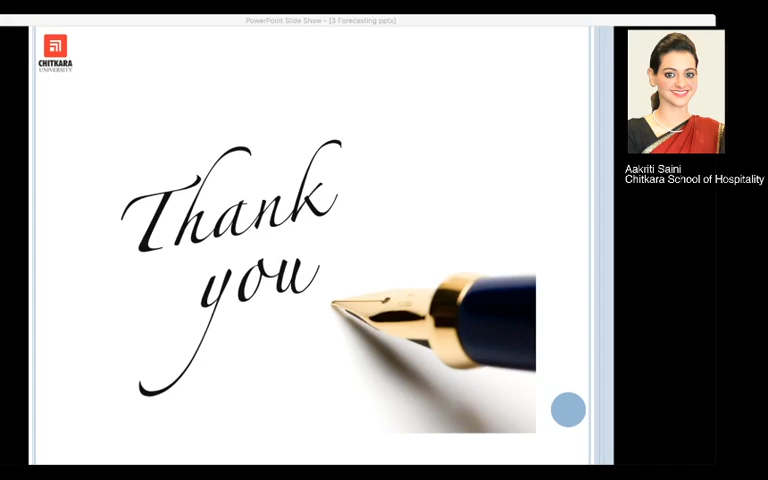 PowerPoint Slide Show - [3 Forecasting pptx]
CHITKARA
UNIVERSITY
Thank
you
Aakriti Saini
Chitkara School of Hospitality